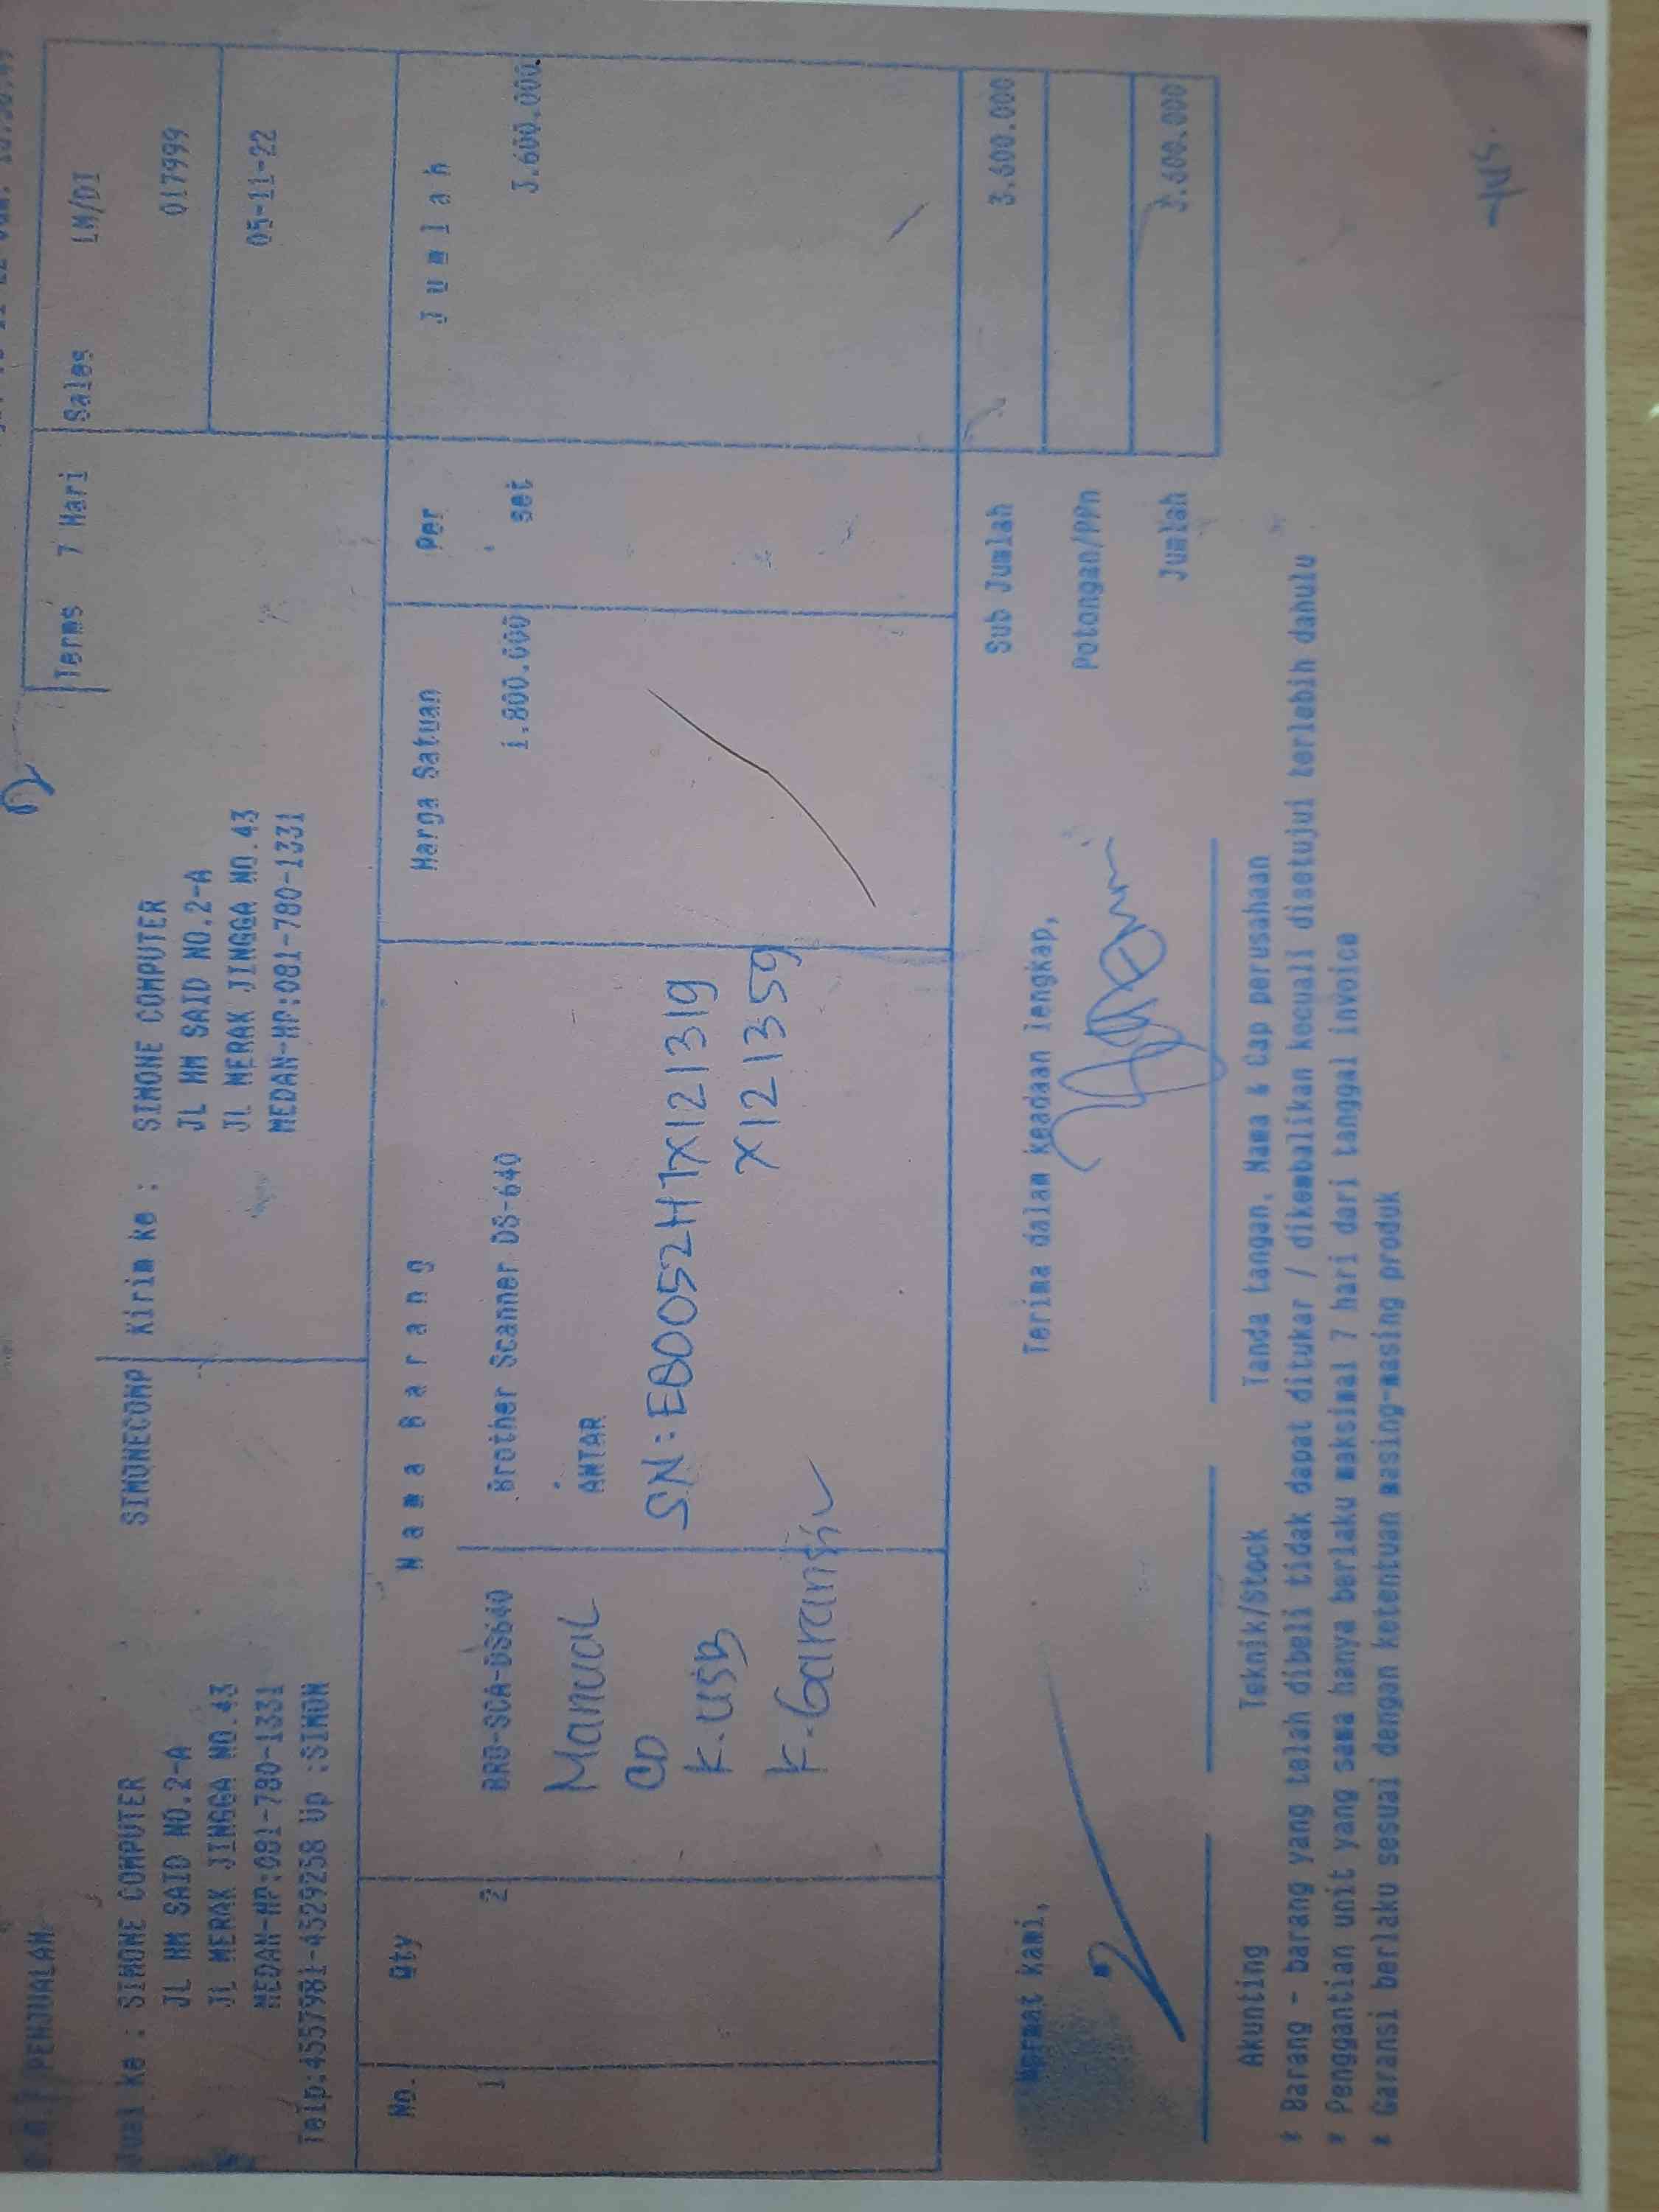 PENJUALAN
Terms 7 Hari
Sales LM/DI
017999
05-11-22
Jual ke : SIMONE COMPUTER SIMONECOMP
JL HM SAID NO.2-A
JL MERAK JINGGA NO.43
MEDAN-HP:081-780-1331
Telp:4557981-4529258 Up :SIMON
Kirim ke : SIMONE COMPUTER
JL HM SAID NO.2-A
JL MERAK JINGGA NO.43
MEDAN-HP:081-780-1331
No. Qty Nama Barang Harga Satuan Per Jumlah
1 2 BRO-SCA-DS640 Brother Scanner DS-640 1.800.000 set 3.600.000
ANTAR
Manual
CD
K. USB
K. Garansi
SN: E80052H1X121319
X121359
Sub Jumlah 3.600.000
Potongan/PPn
Jumlah 3.600.000
Hormat Kami,
Terima dalam keadaan lengkap,
Akunting Teknik/Stock Tanda tangan, Nama & Cap perusahaan
* Barang - barang yang telah dibeli tidak dapat ditukar / dikembalikan kecuali disetujui terlebih dahulu
* Penggantian unit yang sama hanya berlaku maksimal 7 hari dari tanggal invoice
* Garansi berlaku sesuai dengan ketentuan masing-masing produk